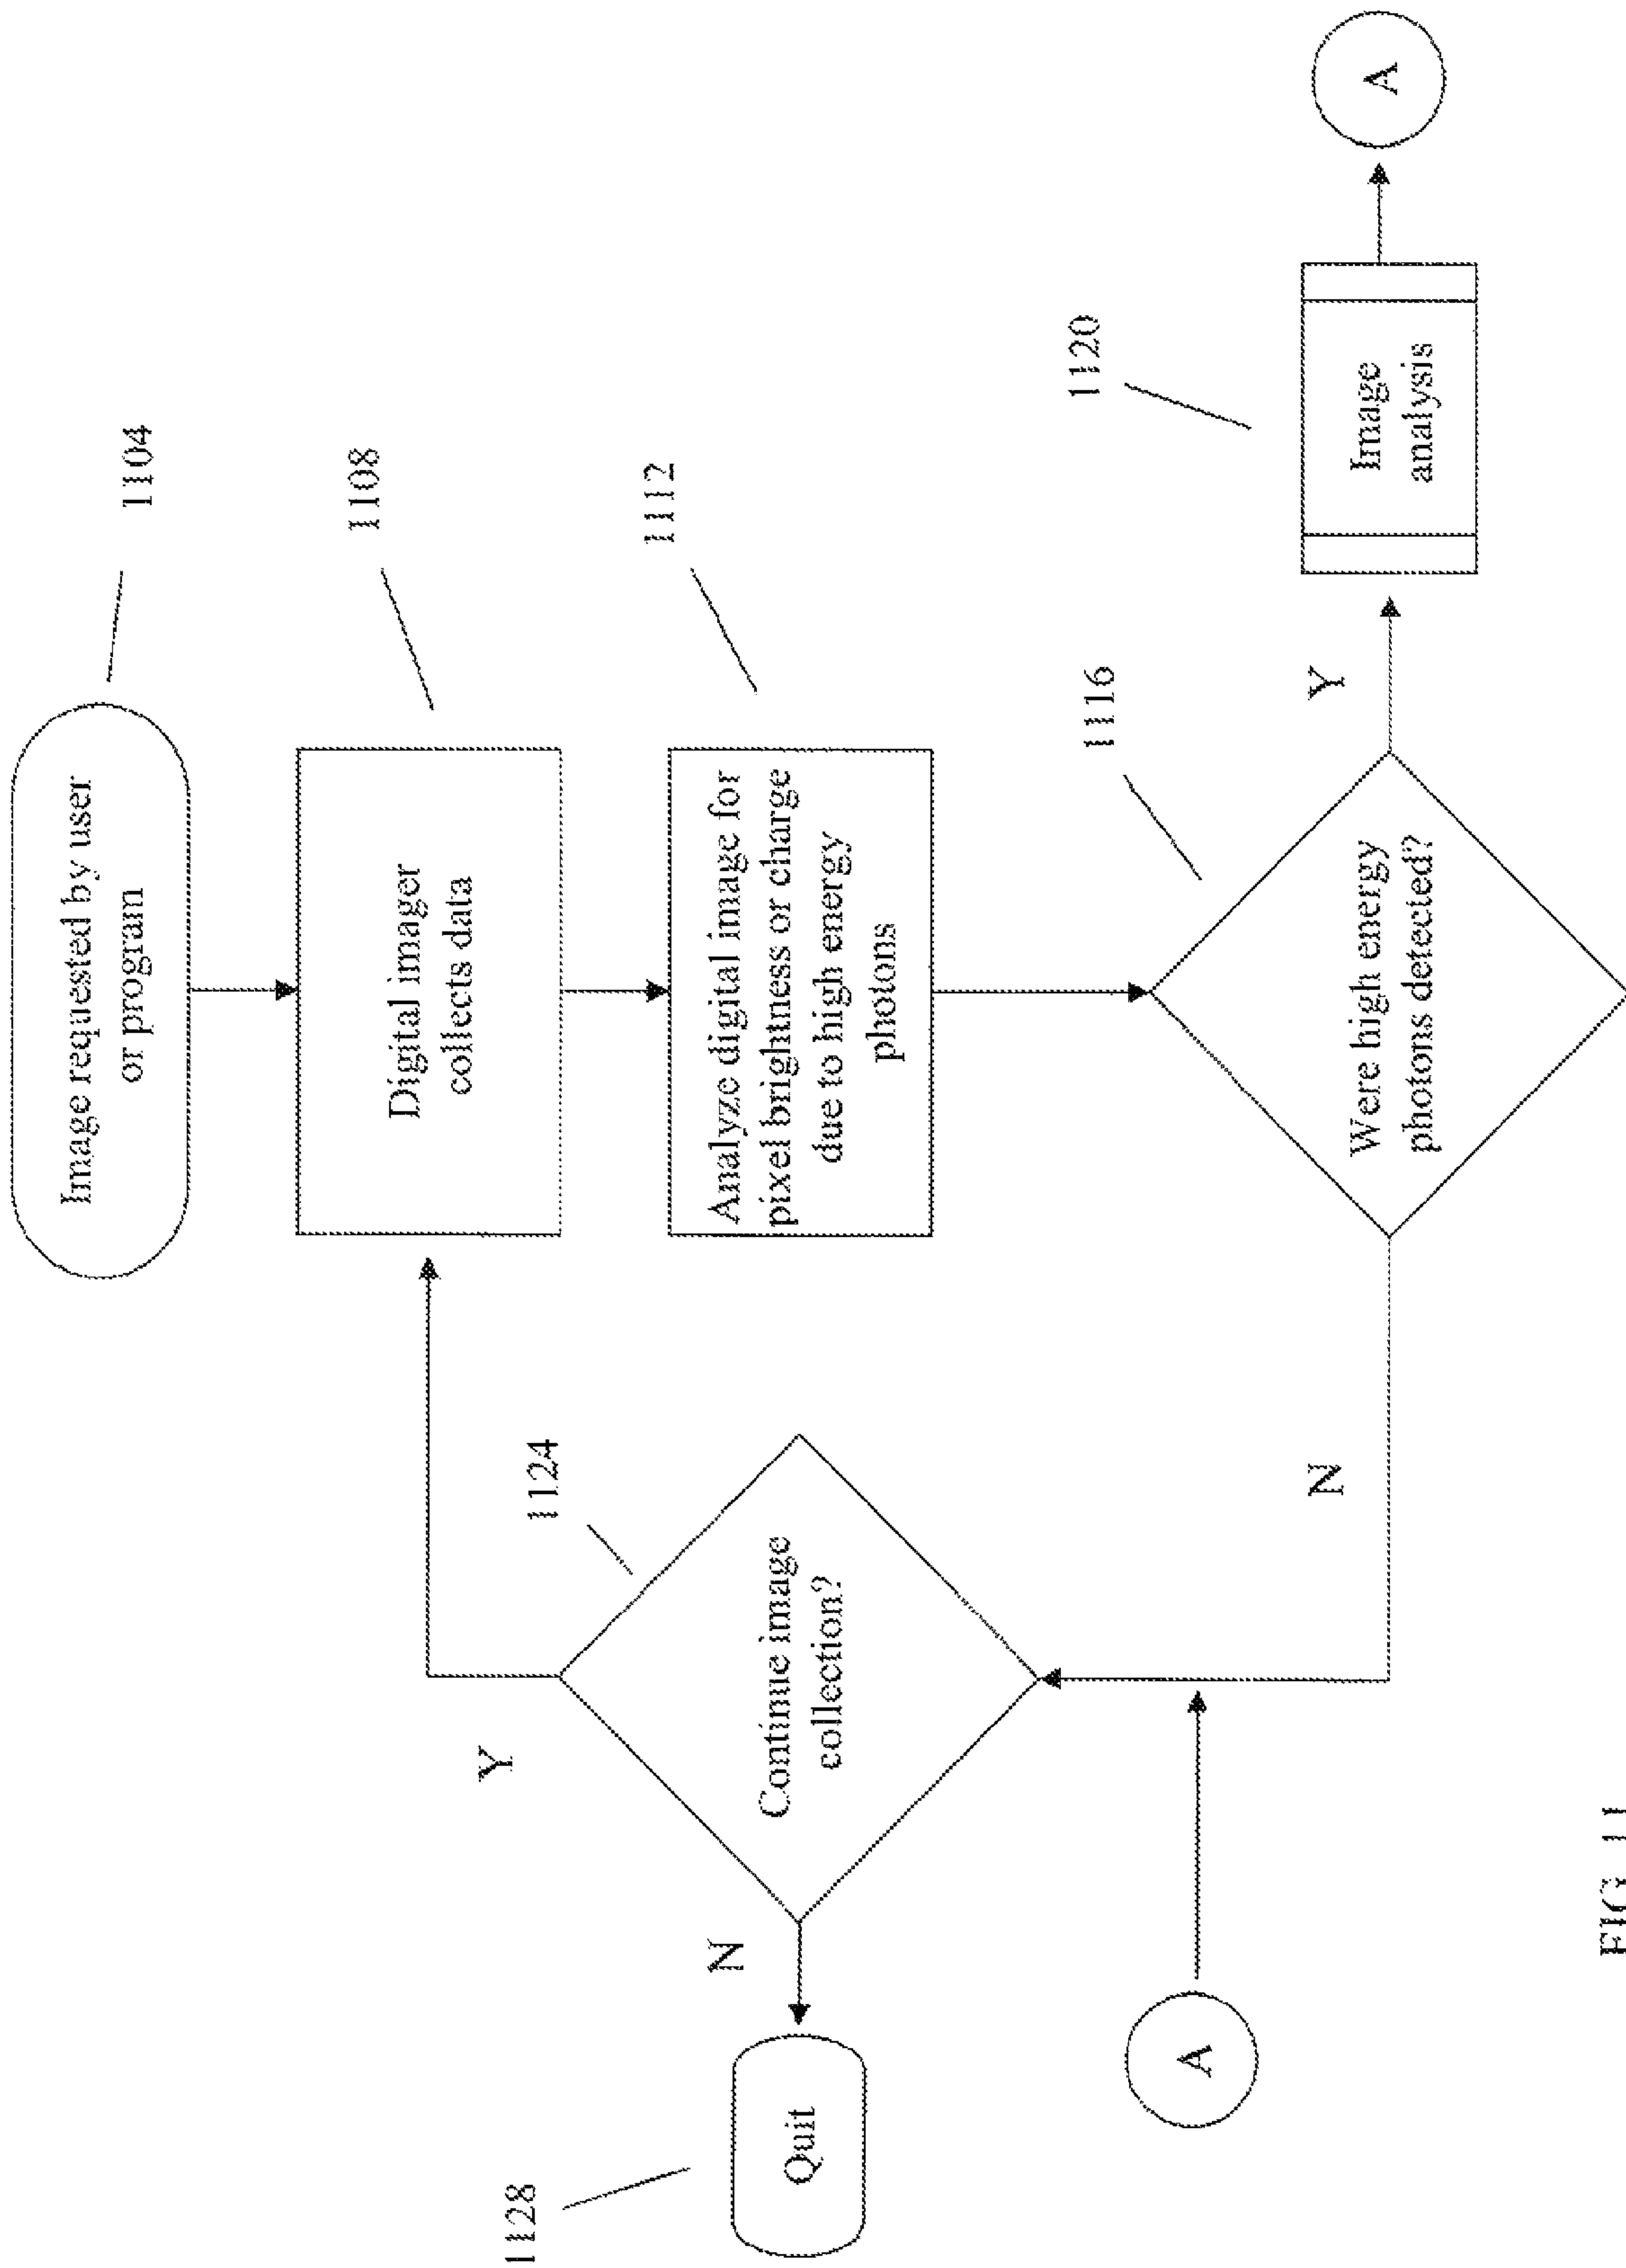 Image requested by user
or program
1104
Digital imager
collects data
1108
Analyze digital image for
pixel brightness or charge
due to high energy
photons
1112
Were high energy
photons detected?
1116
Y
N
Image
analysis
1120
A
Continue image
collection?
1124
Y
N
Quit
1128
A
FIG. 11